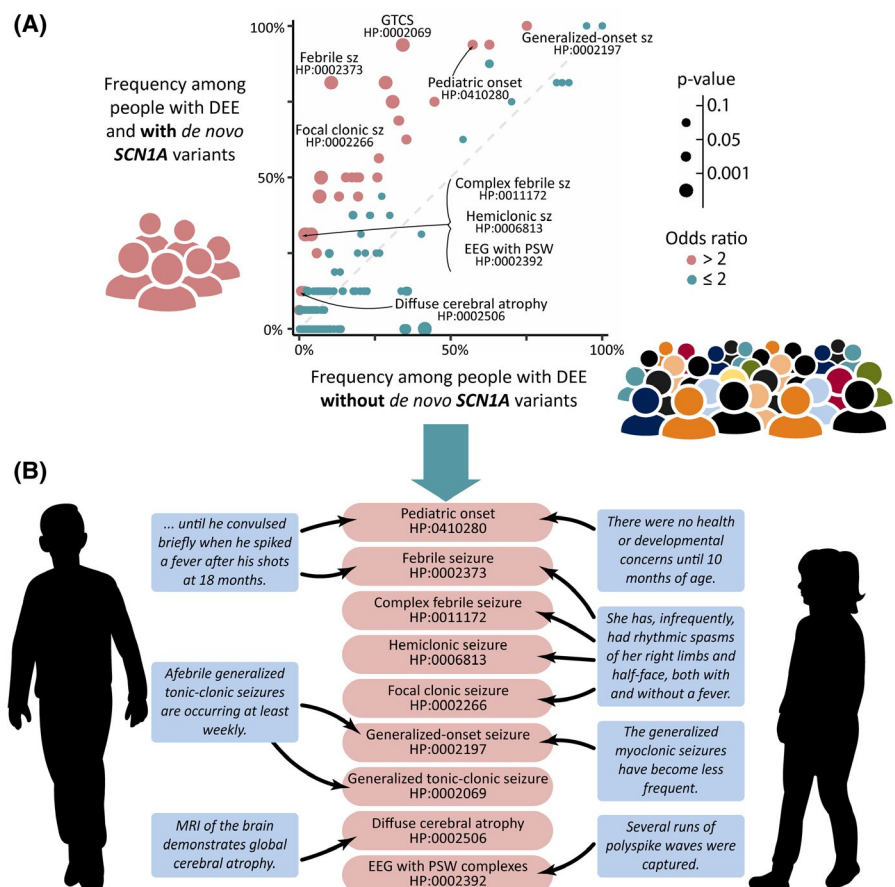 (A)
Frequency among
people with DEE
and with de novo
SCN1A variants
100%
50%
0%
GTCS
HP:0002069
Febrile sz
HP:0002373
Focal clonic sz
HP:0002266
Generalized-onset sz
HP:0002197
Pediatric onset
HP:0410280
Complex febrile sz
HP:0011172
Hemiclonic sz
HP:0006813
EEG with PSW
HP:0002392
Diffuse cerebral atrophy
HP:0002506
0%
50%
100%
Frequency among people with DEE
without de novo SCN1A variants
p-value
0.1
0.05
0.001
Odds ratio
> 2
≤ 2
(B)
... until he convulsed
briefly when he spiked
a fever after his shots
at 18 months.
Afebrile generalized
tonic-clonic seizures
are occurring at least
weekly.
MRI of the brain
demonstrates global
cerebral atrophy.
Pediatric onset
HP:0410280
Febrile seizure
HP:0002373
Complex febrile seizure
HP:0011172
Hemiclonic seizure
HP:0006813
Focal clonic seizure
HP:0002266
Generalized-onset seizure
HP:0002197
Generalized tonic-clonic seizure
HP:0002069
Diffuse cerebral atrophy
HP:0002506
EEG with PSW complexes
HP:0002392
There were no health
or developmental
concerns until 10
months of age.
She has, infrequently,
had rhythmic spasms
of her right limbs and
half-face, both with
and without a fever.
The generalized
myoclonic seizures
have become less
frequent.
Several runs of
polyspike waves were
captured.